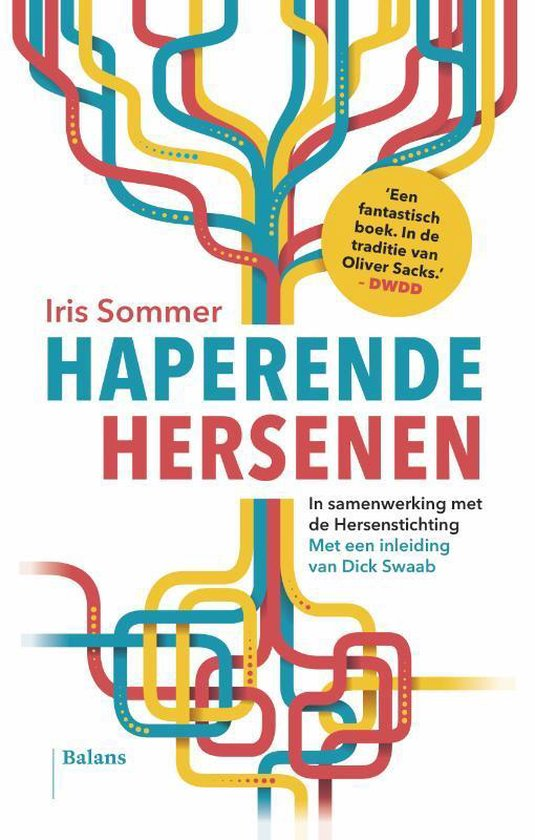 'Een
fantastisch
boek. In de
traditie van
Oliver Sacks.'
- DWDD
Iris Sommer
HAPERENDE
HERSENEN
In samenwerking met
de Hersenstichting
Met een inleiding
van Dick Swaab
Balans